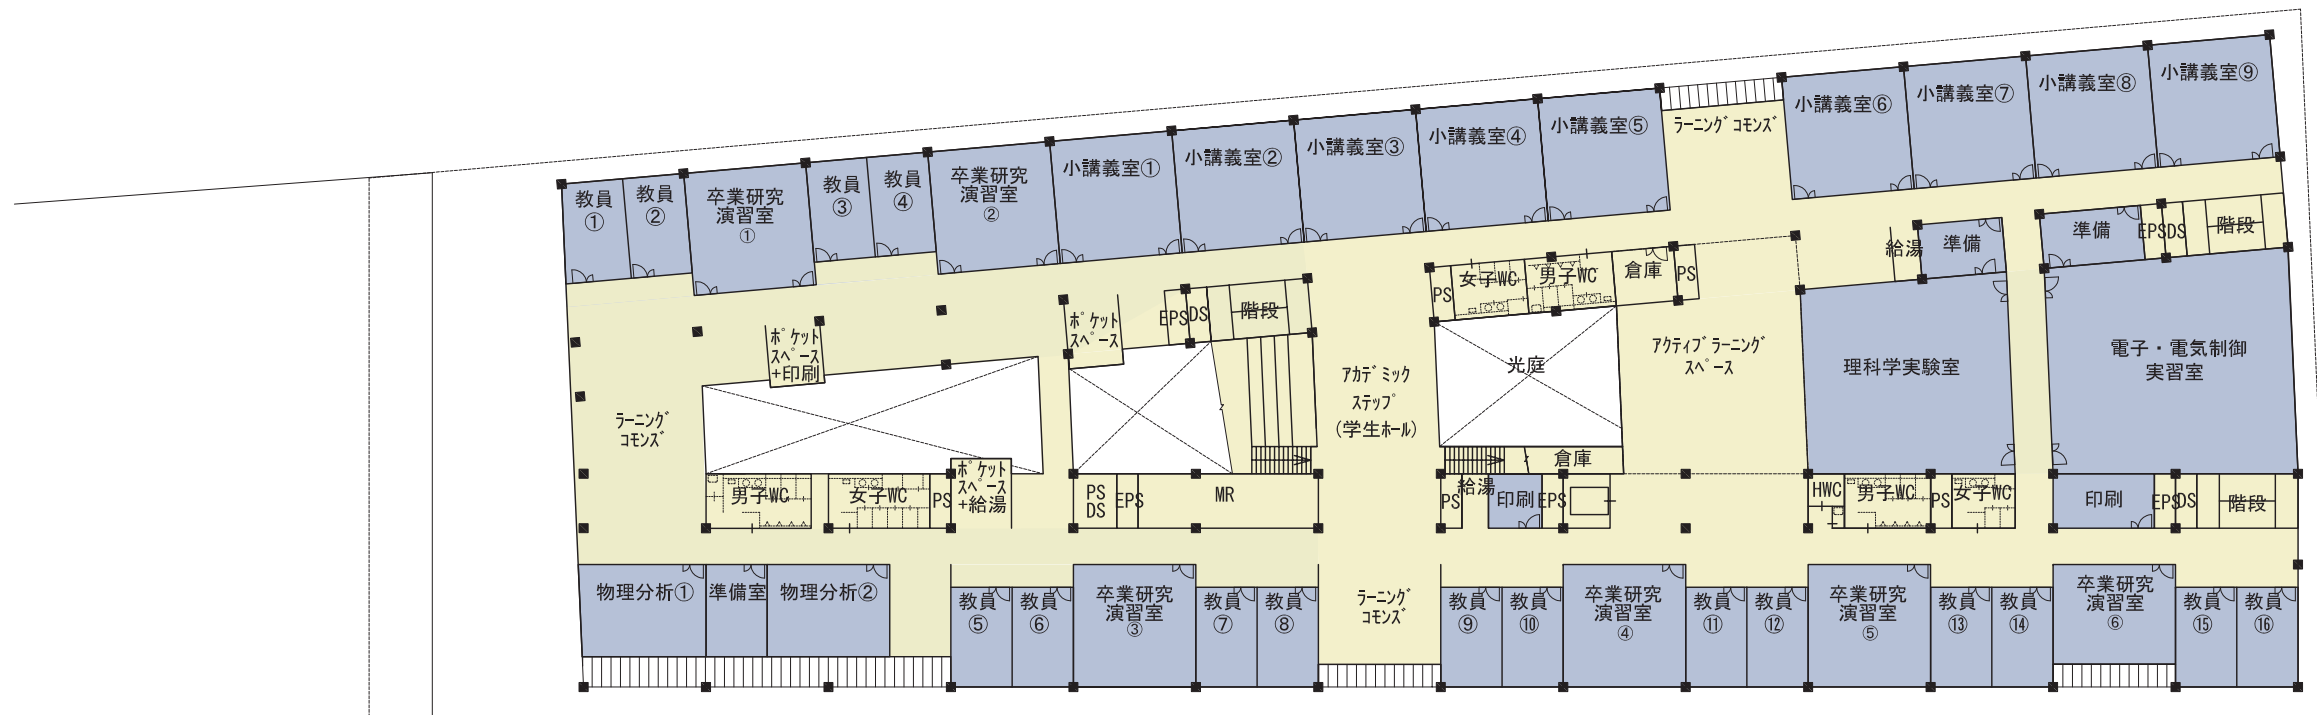 教員
①
教員
②
卒業研究
演習室
①
教員
③
教員
④
卒業研究
演習室
②
小講義室①
小講義室②
小講義室③
小講義室④
小講義室⑤
ラーニングコモンズ
小講義室⑥
小講義室⑦
小講義室⑧
小講義室⑨
ポケット
スペース
+印刷
ポケット
スペース
EPS
DS
階段
PS
女子WC
男子WC
倉庫
PS
給湯
準備
準備
EPS
DS
階段
ラーニング
コモンズ
アカデミック
ステップ
(学生ホール)
光庭
アクティブラーニング
スペース
理科学実験室
電子・電気制御
実習室
男子WC
女子WC
PS
ポケット
スペース
+給湯
PS
DS
EPS
MR
倉庫
PS
給湯
印刷
EPS
HWC
男子WC
PS
女子WC
印刷
EPS
DS
階段
物理分析①
準備室
物理分析②
教員
⑤
教員
⑥
卒業研究
演習室
③
教員
⑦
教員
⑧
ラーニング
コモンズ
教員
⑨
教員
⑩
卒業研究
演習室
④
教員
⑪
教員
⑫
卒業研究
演習室
⑤
教員
⑬
教員
⑭
卒業研究
演習室
⑥
教員
⑮
教員
⑯